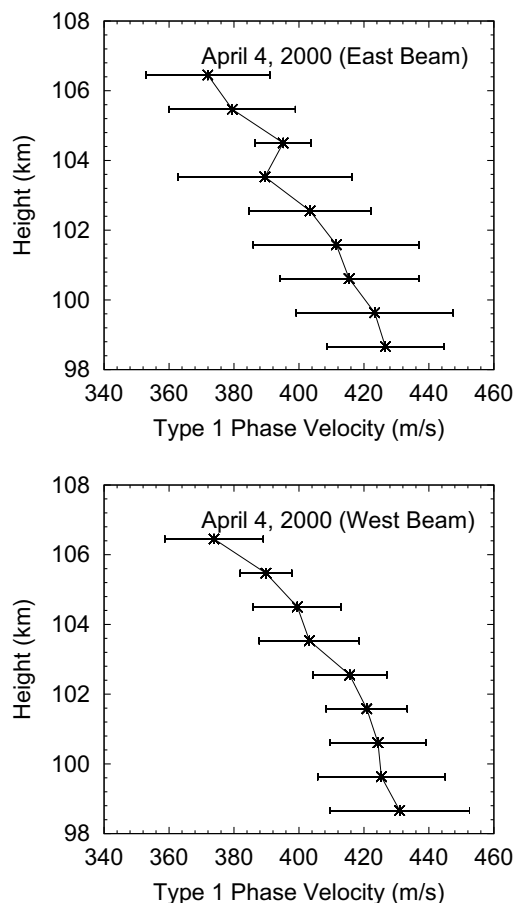 April 4, 2000 (East Beam)
108
106
104
102
100
98
Height (km)
340 360 380 400 420 440 460
Type 1 Phase Velocity (m/s)
April 4, 2000 (West Beam)
108
106
104
102
100
98
Height (km)
340 360 380 400 420 440 460
Type 1 Phase Velocity (m/s)